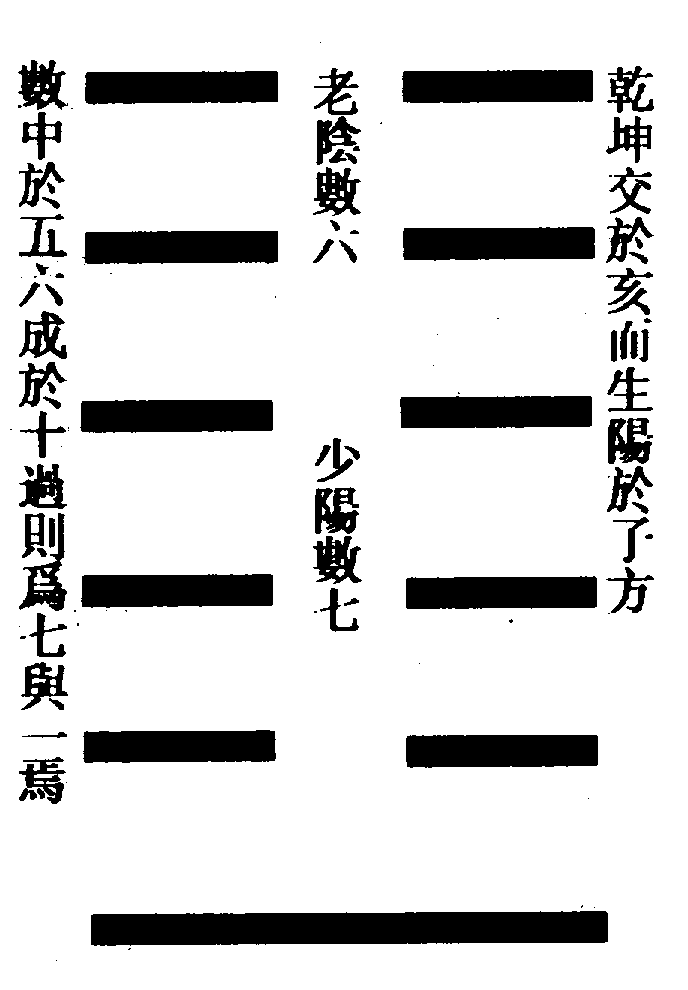 乾坤交於亥而生陽於子方
老陰數六
少陽數七
數中於五六成於十過則爲七與一焉